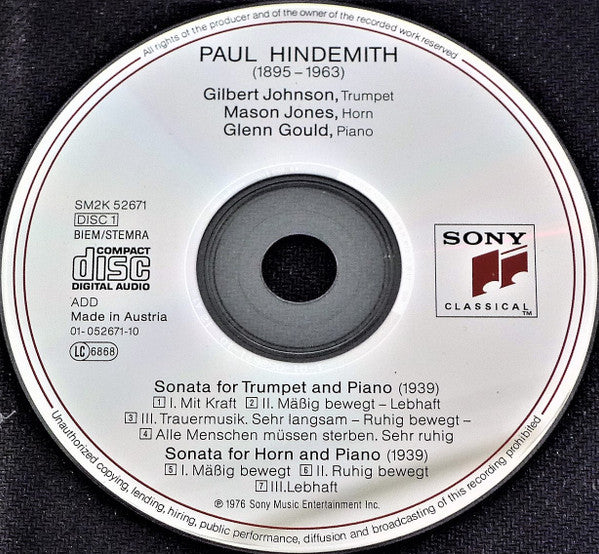 All rights of the producer and of the owner of the recorded work reserved
PAUL HINDEMITH
(1895 – 1963)
Gilbert Johnson, Trumpet
Mason Jones, Horn
Glenn Gould, Piano
SM2K 52671
DISC 1
BIEM/STEMRA
COMPACT
disc
DIGITAL AUDIO
ADD
Made in Austria
01-052671-10
LC 6868
SONY
CLASSICAL™
Sonata for Trumpet and Piano (1939)
1 I. Mit Kraft 2 II. Mäßig bewegt – Lebhaft
3 III. Trauermusik. Sehr langsam – Ruhig bewegt –
4 Alle Menschen müssen sterben. Sehr ruhig
Sonata for Horn and Piano (1939)
5 I. Mäßig bewegt 6 II. Ruhig bewegt
7 III.Lebhaft
℗ 1976 Sony Music Entertainment Inc.
Unauthorized copying, lending, hiring, public performance, diffusion and broadcasting of this recording prohibited